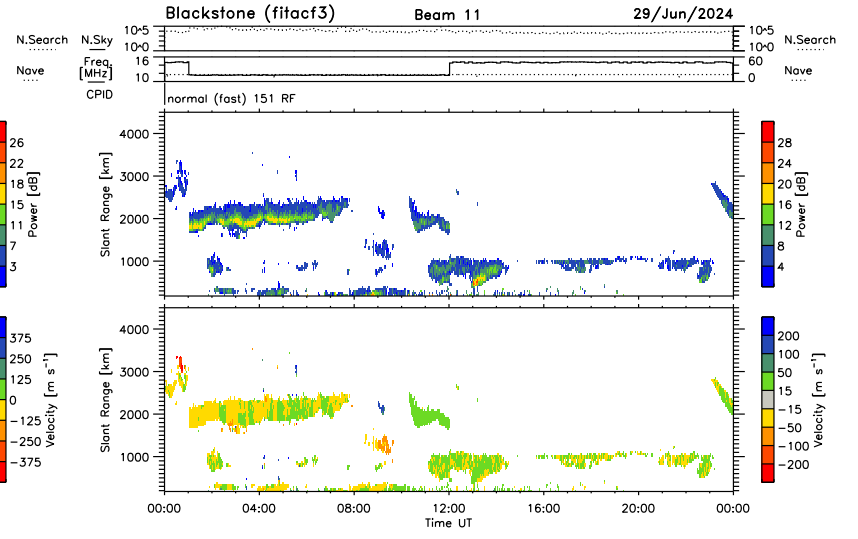 Blackstone (fitacf3) Beam 11 29/Jun/2024
N.Search N.Sky 10^5 10^0 10^5 10^0 N.Search
Nave Freq. [MHz] 16 10 60 0 Nave
CPID normal (fast) 151 RF
26 22 18 15 11 7 3
Power [dB]
Slant Range [km]
4000 3000 2000 1000
28 24 20 16 12 8 4
Power [dB]
375 250 125 0 -125 -250 -375
Velocity [m s⁻¹]
Slant Range [km]
4000 3000 2000 1000
200 100 50 15 -15 -50 -100 -200
Velocity [m s⁻¹]
00:00 04:00 08:00 12:00 16:00 20:00 00:00
Time UT